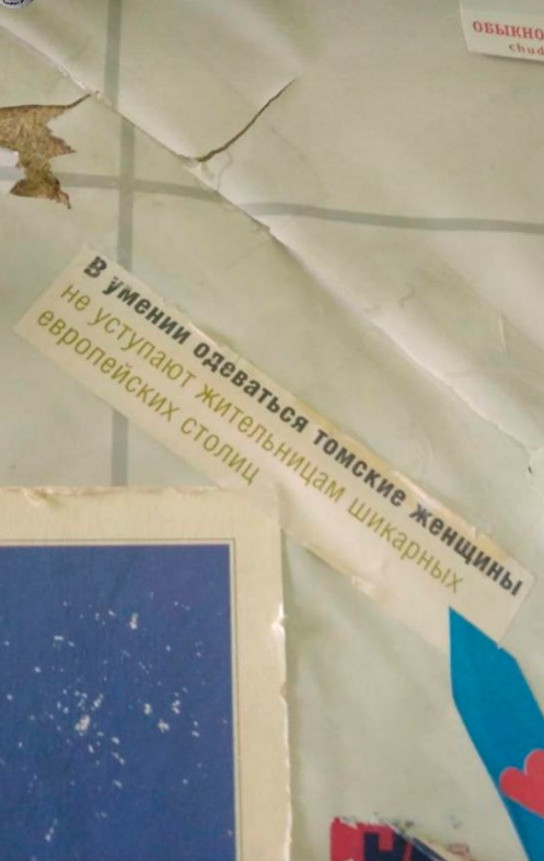 ОБЫКНО
chud
В умении одеваться томские женщины
не уступают жительницам шикарных
европейских столиц